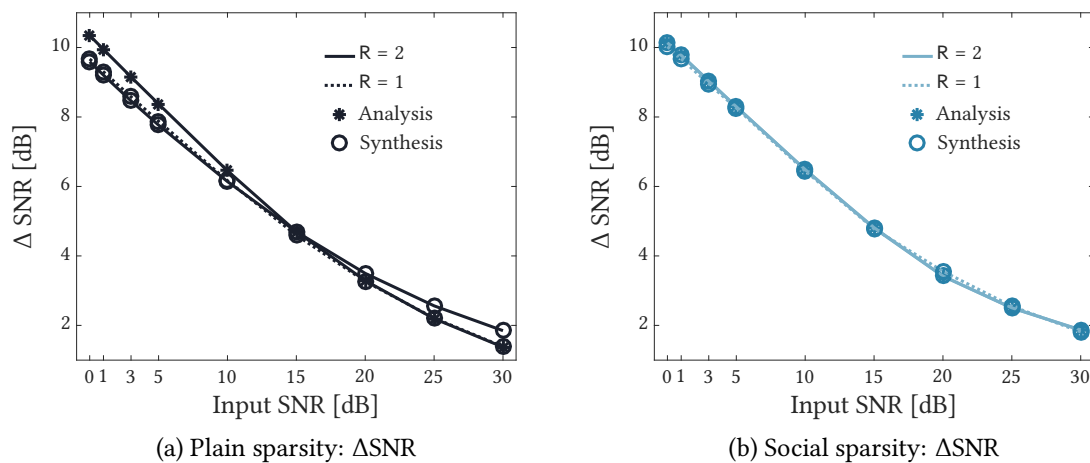 10
8
6
4
2
Δ SNR [dB]
0 1 3 5 10 15 20 25 30
Input SNR [dB]
R = 2
R = 1
Analysis
Synthesis
(a) Plain sparsity: ΔSNR
10
8
6
4
2
Δ SNR [dB]
0 1 3 5 10 15 20 25 30
Input SNR [dB]
R = 2
R = 1
Analysis
Synthesis
(b) Social sparsity: ΔSNR